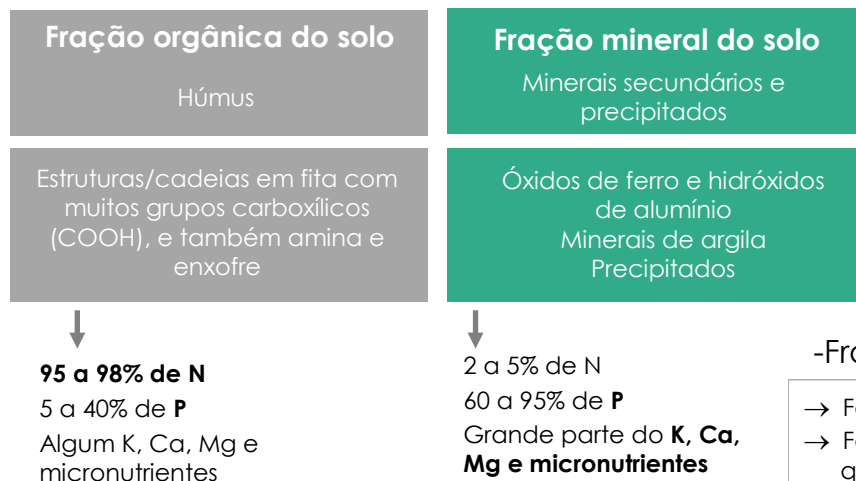 Fração orgânica do solo
Húmus
Estruturas/cadeias em fita com
muitos grupos carboxílicos
(COOH), e também amina e
enxofre
95 a 98% de N
5 a 40% de P
Algum K, Ca, Mg e
micronutrientes
Fração mineral do solo
Minerais secundários e
precipitados
Óxidos de ferro e hidróxidos
de alumínio
Minerais de argila
Precipitados
2 a 5% de N
60 a 95% de P
Grande parte do K, Ca,
Mg e micronutrientes